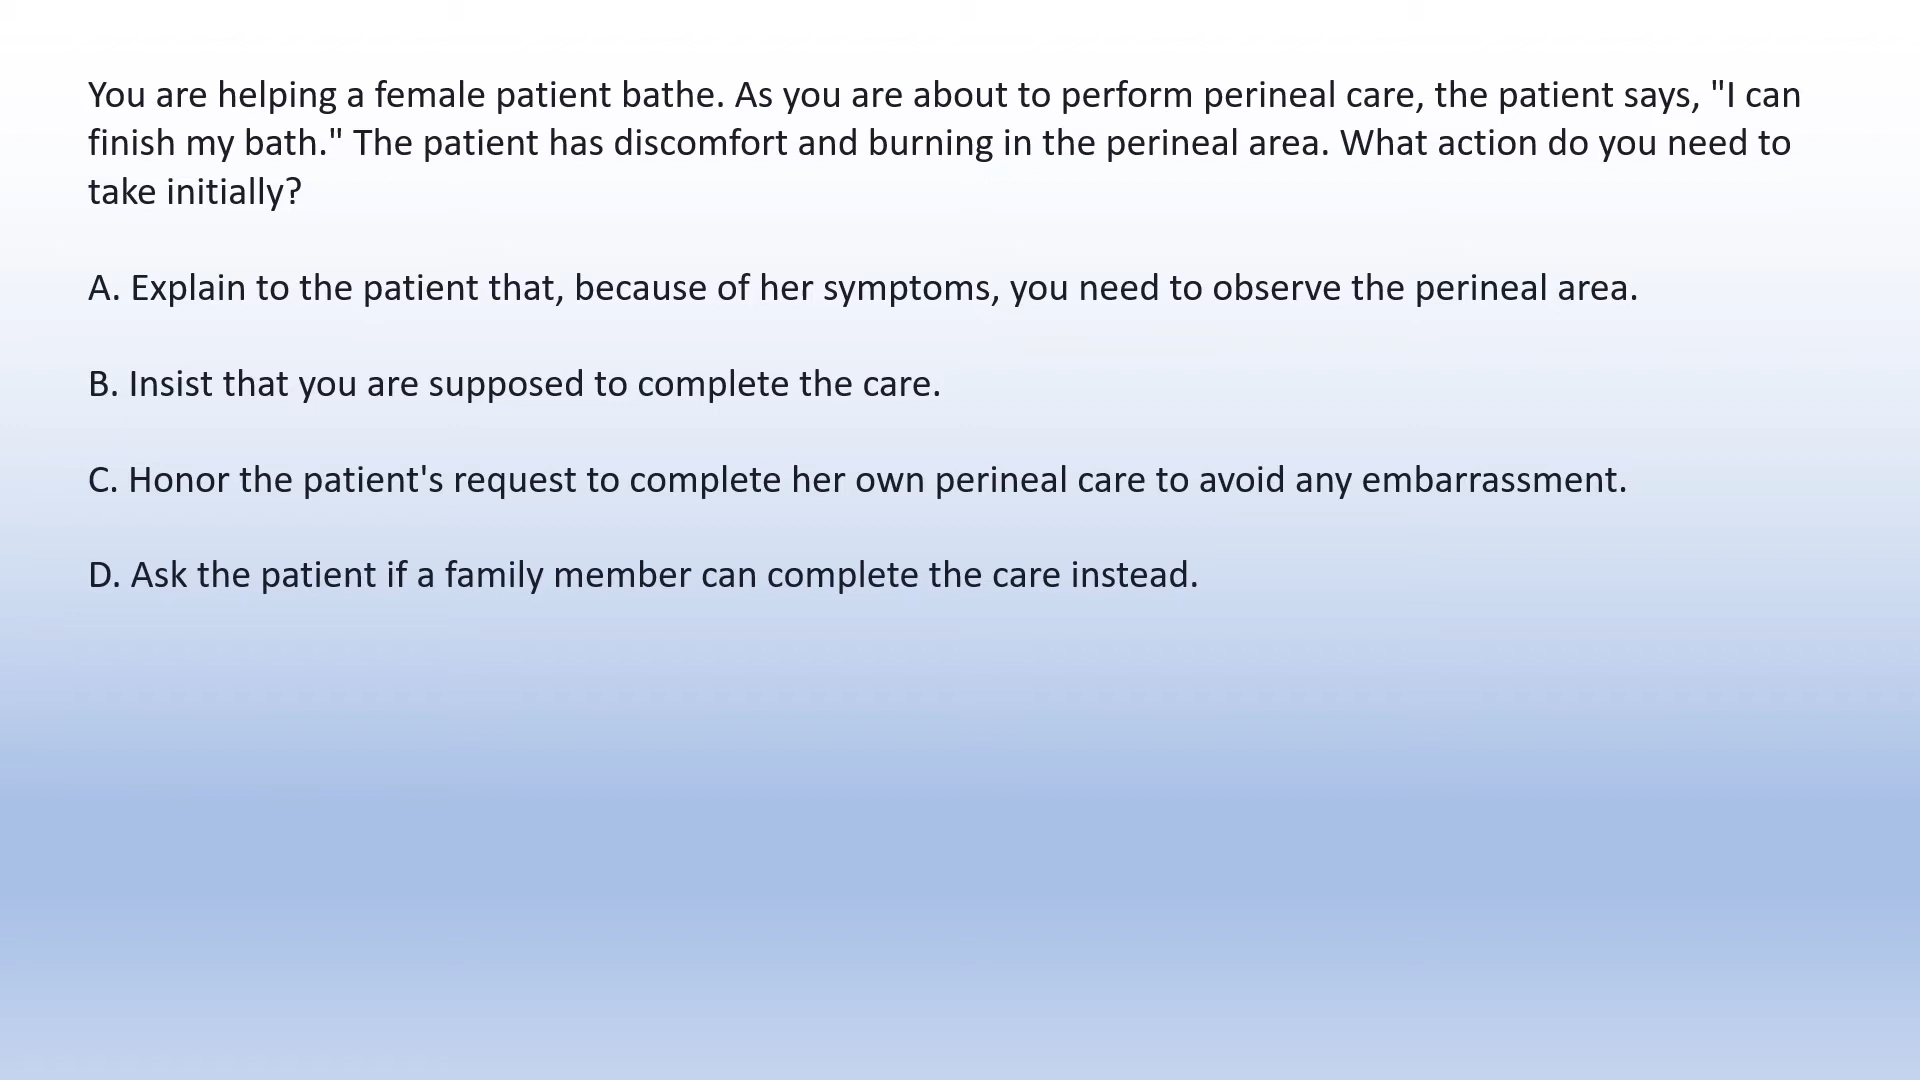 You are helping a female patient bathe. As you are about to perform perineal care, the patient says, "I can
finish my bath." The patient has discomfort and burning in the perineal area. What action do you need to
take initially?
A. Explain to the patient that, because of her symptoms, you need to observe the perineal area.
B. Insist that you are supposed to complete the care.
C. Honor the patient's request to complete her own perineal care to avoid any embarrassment.
D. Ask the patient if a family member can complete the care instead.